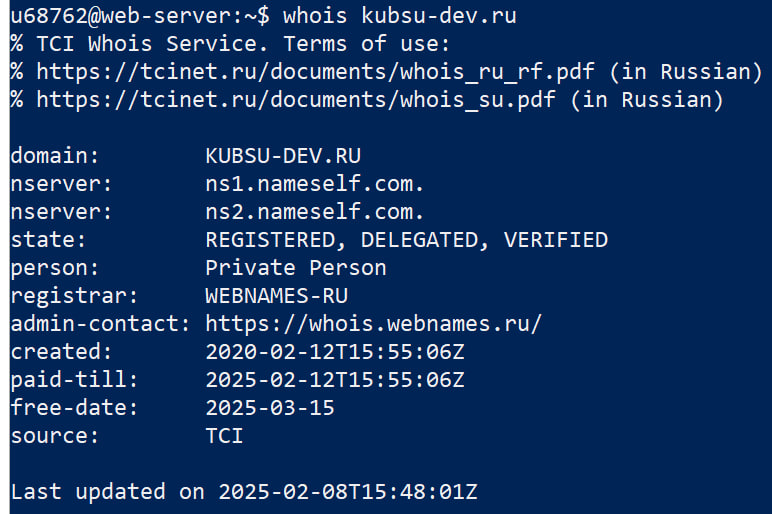 u68762@web-server:~$ whois kubsu-dev.ru
% TCI Whois Service. Terms of use:
% https://tcinet.ru/documents/whois_ru_rf.pdf (in Russian)
% https://tcinet.ru/documents/whois_su.pdf (in Russian)

domain:        KUBSU-DEV.RU
nserver:       ns1.nameself.com.
nserver:       ns2.nameself.com.
state:         REGISTERED, DELEGATED, VERIFIED
person:        Private Person
registrar:     WEBNAMES-RU
admin-contact: https://whois.webnames.ru/
created:       2020-02-12T15:55:06Z
paid-till:     2025-02-12T15:55:06Z
free-date:     2025-03-15
source:        TCI

Last updated on 2025-02-08T15:48:01Z